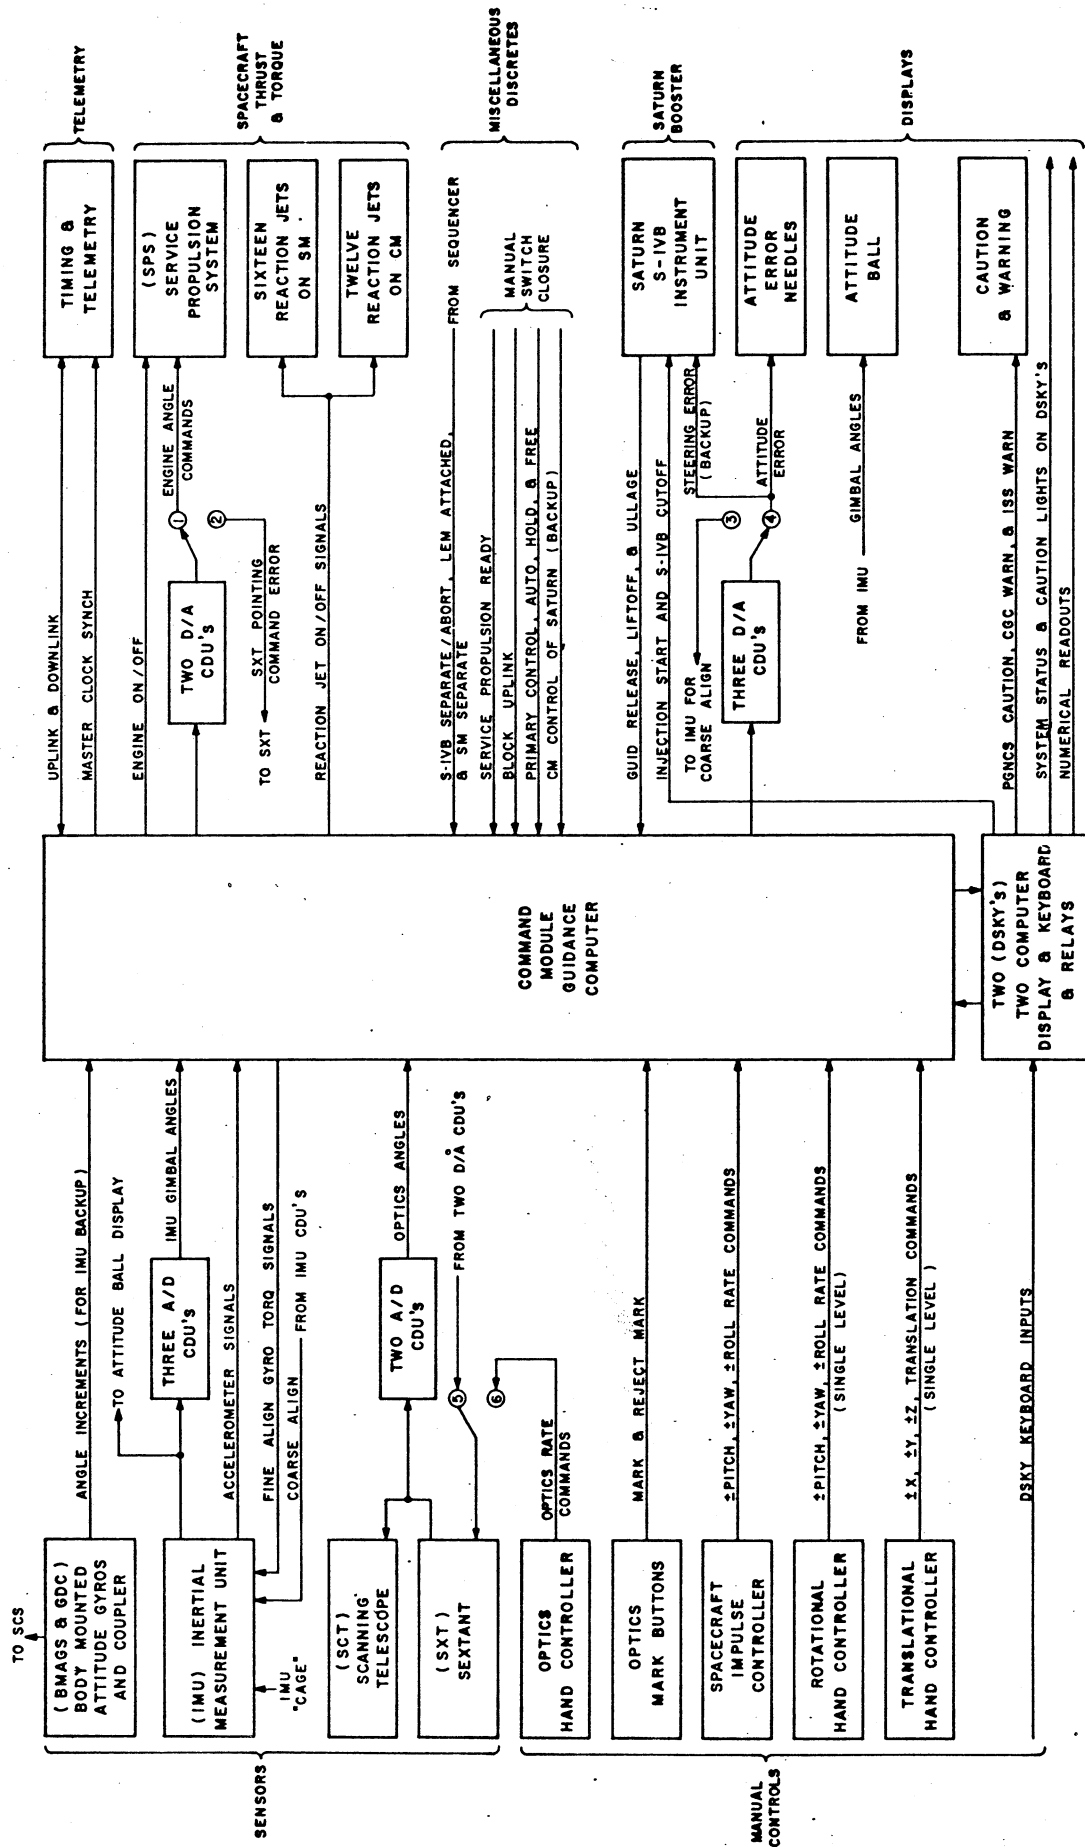 SENSORS
MANUAL
CONTROLS
TO SCS
(BMAGS & GDC)
BODY MOUNTED
ATTITUDE GYROS
AND COUPLER
ANGLE INCREMENTS (FOR IMU BACKUP)
TO ATTITUDE BALL DISPLAY
(IMU) INERTIAL
MEASUREMENT UNIT
THREE A/D
CDU'S
IMU GIMBAL ANGLES
ACCELEROMETER SIGNALS
FINE ALIGN GYRO TORQ SIGNALS
COARSE ALIGN
FROM IMU CDU'S
IMU
"CAGE"
(SCT)
SCANNING
TELESCOPE
TWO A/D
CDU'S
OPTICS ANGLES
(SXT)
SEXTANT
5
FROM TWO D/A CDU'S
6
OPTICS
HAND CONTROLLER
OPTICS RATE
COMMANDS
OPTICS
MARK BUTTONS
MARK & REJECT MARK
SPACECRAFT
IMPULSE
CONTROLLER
±PITCH, ±YAW, ±ROLL RATE COMMANDS
ROTATIONAL
HAND CONTROLLER
±PITCH, ±YAW, ±ROLL RATE COMMANDS
(SINGLE LEVEL)
TRANSLATIONAL
HAND CONTROLLER
±X, ±Y, ±Z, TRANSLATION COMMANDS
(SINGLE LEVEL)
DSKY KEYBOARD INPUTS
COMMAND
MODULE
GUIDANCE
COMPUTER
TWO (DSKY'S)
TWO COMPUTER
DISPLAY & KEYBOARD
& RELAYS
UPLINK & DOWNLINK
MASTER CLOCK SYNCH
TIMING &
TELEMETRY
TELEMETRY
ENGINE ON/OFF
TWO D/A
CDU'S
1
ENGINE ANGLE
COMMANDS
2
TO SXT
SXT POINTING
COMMAND ERROR
(SPS)
SERVICE
PROPULSION
SYSTEM
REACTION JET ON/OFF SIGNALS
SIXTEEN
REACTION JETS
ON SM
TWELVE
REACTION JETS
ON CM
SPACECRAFT
THRUST
& TORQUE
S-IVB SEPARATE/ABORT, LEM ATTACHED,
& SM SEPARATE
FROM SEQUENCER
SERVICE PROPULSION READY
BLOCK UPLINK
PRIMARY CONTROL, AUTO, HOLD, & FREE
CM CONTROL OF SATURN (BACKUP)
MANUAL
SWITCH
CLOSURE
MISCELLANEOUS
DISCRETES
GUID RELEASE, LIFTOFF, & ULLAGE
INJECTION START AND S-IVB CUTOFF
STEERING ERROR
(BACKUP)
SATURN
S-IVB
INSTRUMENT
UNIT
SATURN
BOOSTER
TO IMU FOR
COARSE ALIGN
3
THREE D/A
CDU'S
4
ATTITUDE
ERROR
ATTITUDE
ERROR
NEEDLES
FROM IMU
GIMBAL ANGLES
ATTITUDE
BALL
PGNCS CAUTION, CGC WARN, & ISS WARN
CAUTION
& WARNING
SYSTEM STATUS & CAUTION LIGHTS ON DSKY'S
NUMERICAL READOUTS
DISPLAYS